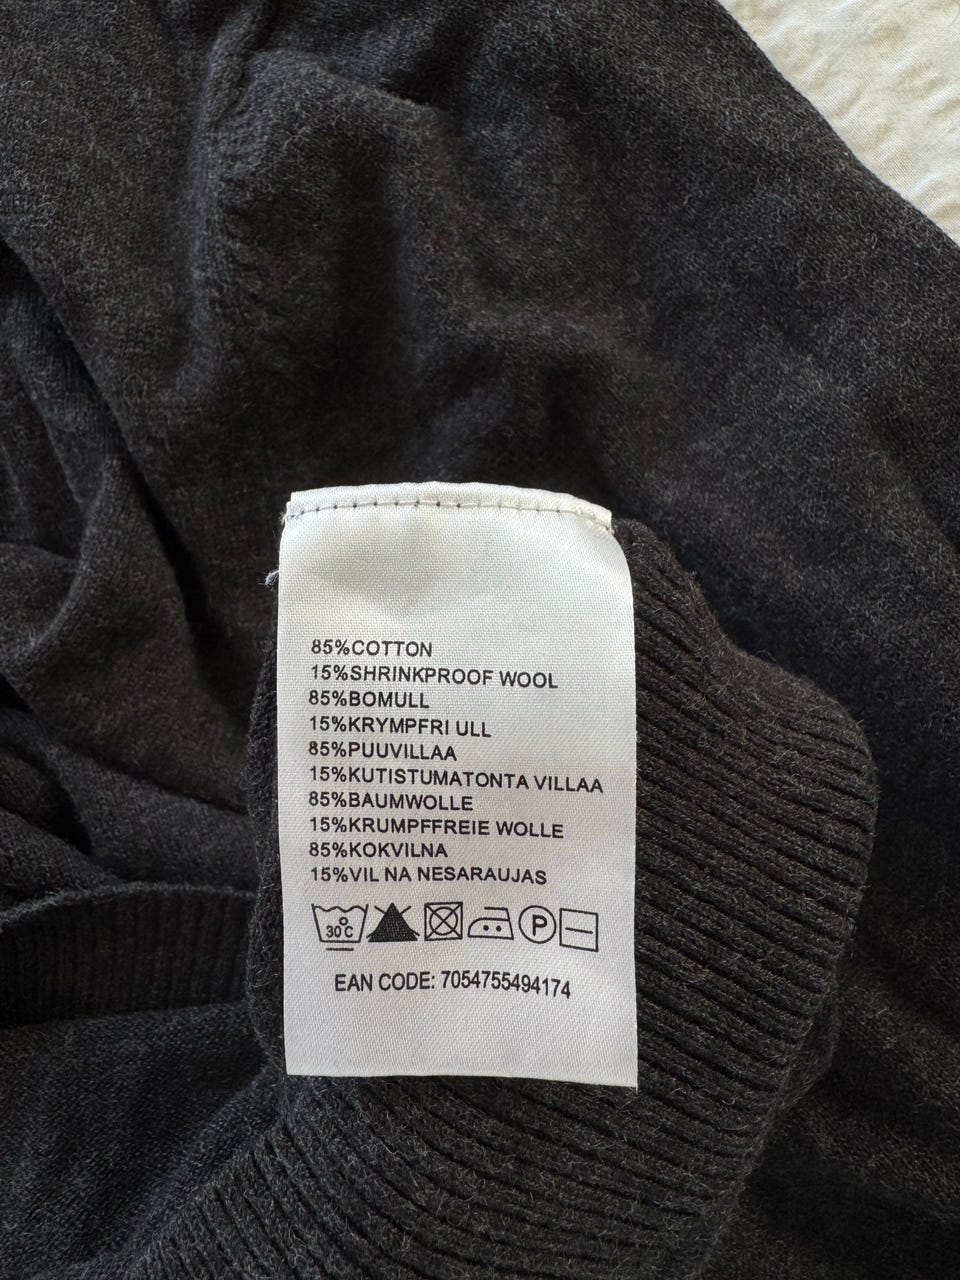 85%COTTON
15%SHRINKPROOF WOOL
85%BOMULL
15%KRYMPFRI ULL
85%PUUVILLAA
15%KUTISTUMATONTA VILLAA
85%BAUMWOLLE
15%KRUMPFFREIE WOLLE
85%KOKVILNA
15%VIL NA NESARAUJAS
30°C P
EAN CODE: 7054755494174